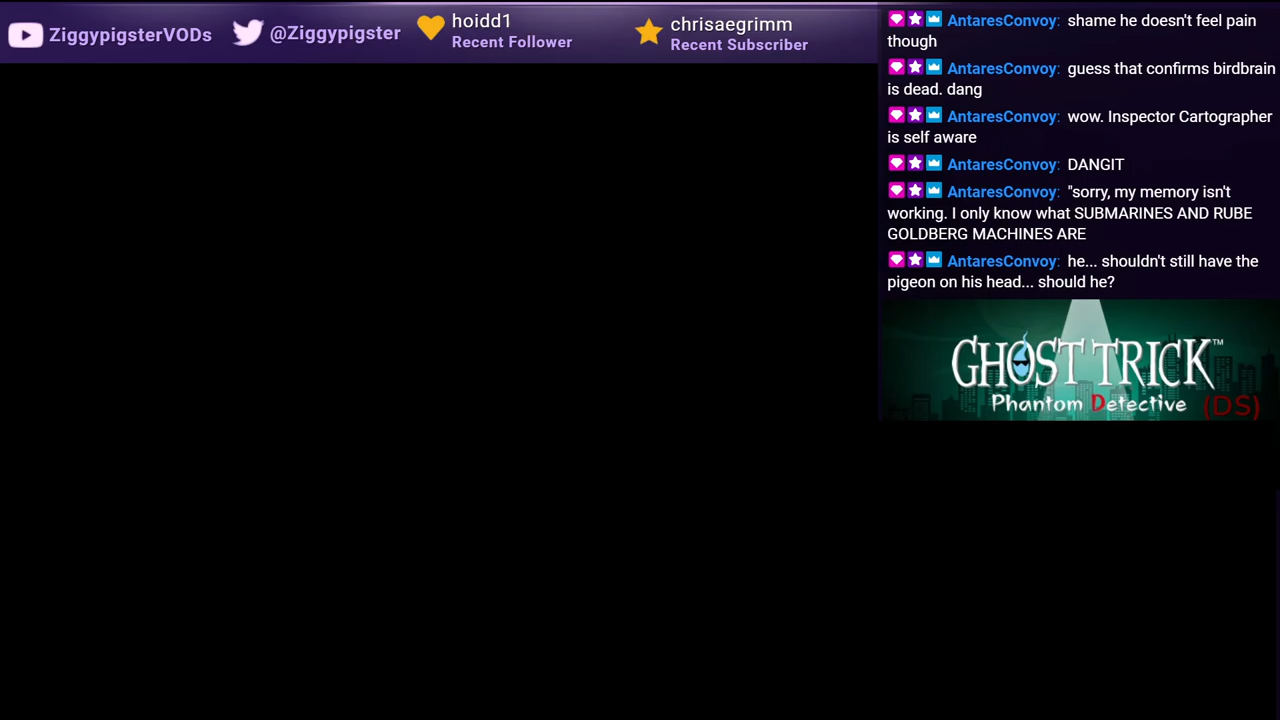 ZiggypigsterVODs
@Ziggypigster
hoidd1
Recent Follower
chrisaegrimm
Recent Subscriber
AntaresConvoy: shame he doesn't feel pain
though
AntaresConvoy: guess that confirms birdbrain
is dead. dang
AntaresConvoy: wow. Inspector Cartographer
is self aware
AntaresConvoy: DANGIT
AntaresConvoy: "sorry, my memory isn't
working. I only know what SUBMARINES AND RUBE
GOLDBERG MACHINES ARE
AntaresConvoy: he... shouldn't still have the
pigeon on his head... should he?
GHOST TRICK™
Phantom Detective (DS)